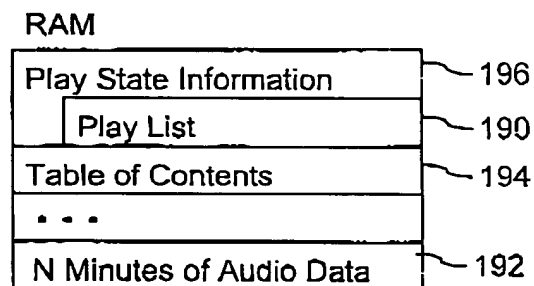 RAM
Play State Information 196
Play List 190
Table of Contents 194
• • •
N Minutes of Audio Data 192